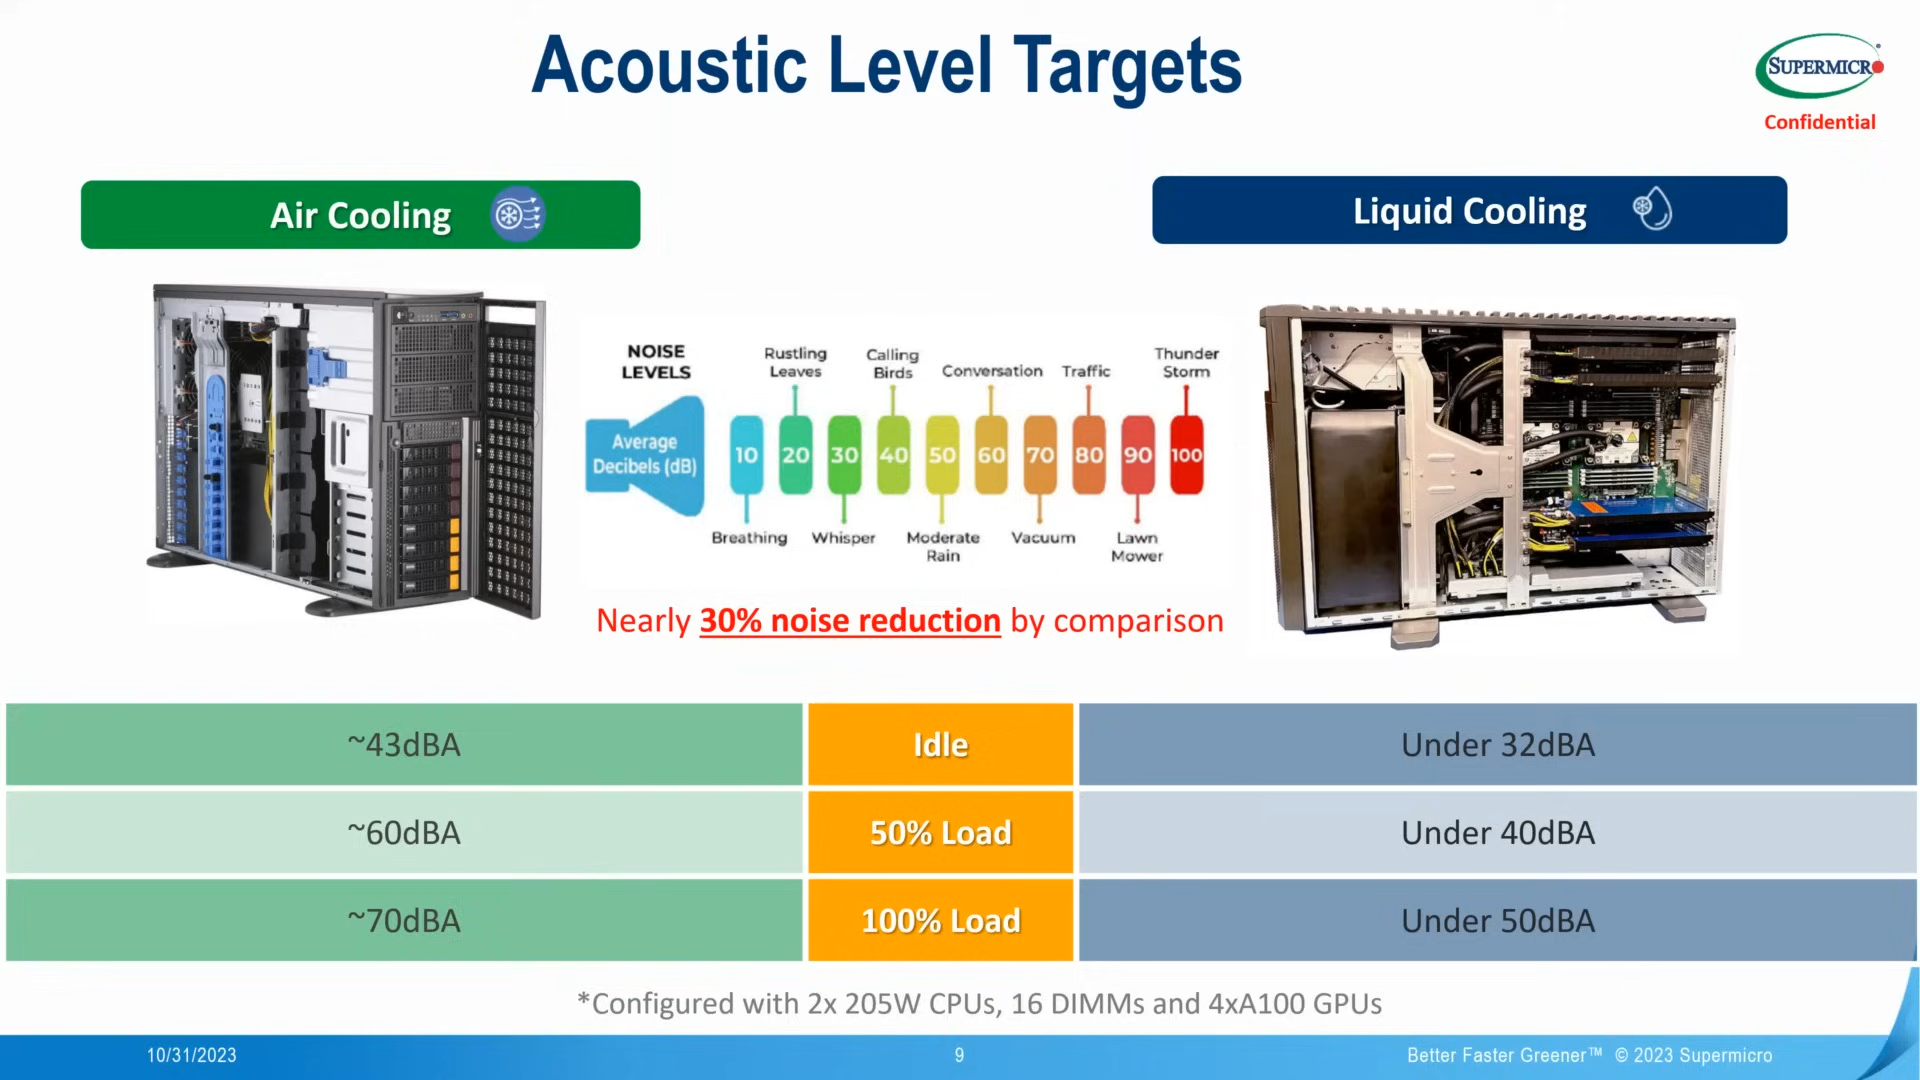 Acoustic Level Targets
SUPERMICRO
Confidential
Air Cooling
Liquid Cooling
NOISE
LEVELS
Rustling
Leaves
Calling
Birds
Conversation
Traffic
Thunder
Storm
Average
Decibels (dB)
10 20 30 40 50 60 70 80 90 100
Breathing
Whisper
Moderate
Rain
Vacuum
Lawn
Mower
Nearly 30% noise reduction by comparison
~43dBA Idle Under 32dBA
~60dBA 50% Load Under 40dBA
~70dBA 100% Load Under 50dBA
*Configured with 2x 205W CPUs, 16 DIMMs and 4xA100 GPUs
10/31/2023 9 Better Faster Greener™ © 2023 Supermicro